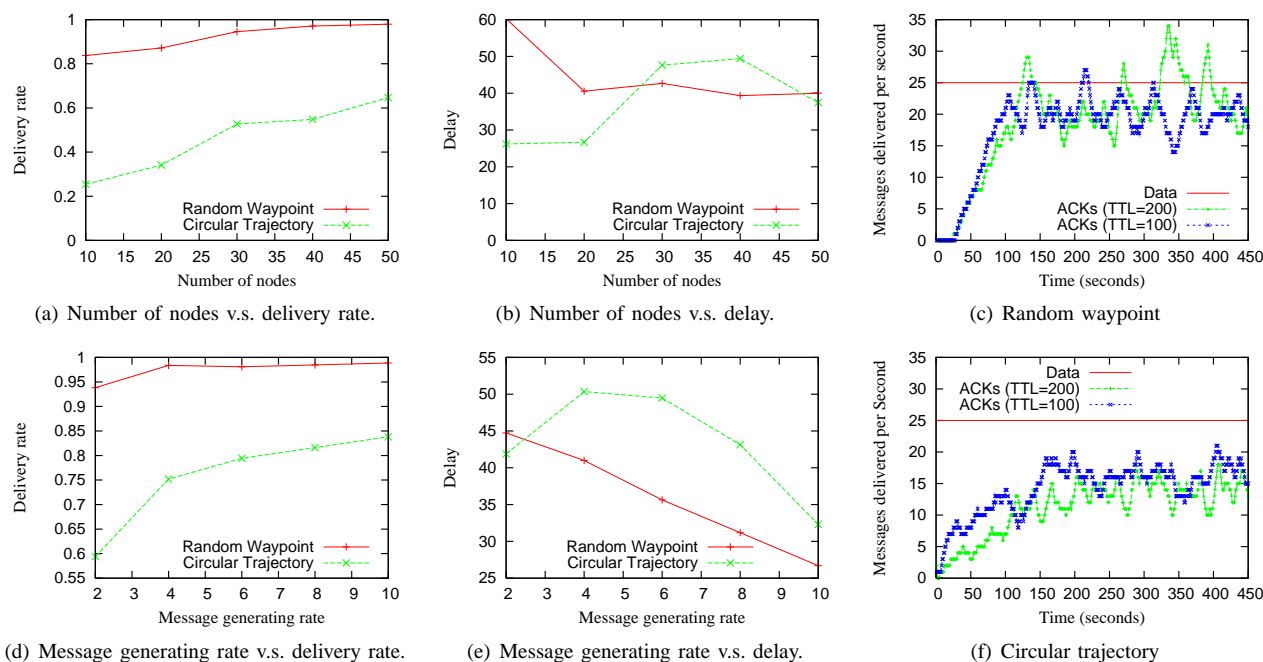 1
0.8
0.6
0.4
0.2
0
10 15 20 25 30 35 40 45 50
Delivery rate
Number of nodes
Random Waypoint
Circular Trajectory
(a) Number of nodes v.s. delivery rate.
60
50
40
30
20
10
0
10 15 20 25 30 35 40 45 50
Delay
Number of nodes
Random Waypoint
Circular Trajectory
(b) Number of nodes v.s. delay.
35
30
25
20
15
10
5
0
0 50 100 150 200 250 300 350 400 450
Messages delivered per second
Time (seconds)
Data
ACKs (TTL=200)
ACKs (TTL=100)
(c) Random waypoint
1
0.95
0.9
0.85
0.8
0.75
0.7
0.65
0.6
0.55
2 3 4 5 6 7 8 9 10
Delivery rate
Message generating rate
Random Waypoint
Circular Trajectory
(d) Message generating rate v.s. delivery rate.
55
50
45
40
35
30
25
2 3 4 5 6 7 8 9 10
Delay
Message generating rate
Random Waypoint
Circular Trajectory
(e) Message generating rate v.s. delay.
35
30
25
20
15
10
5
0
0 50 100 150 200 250 300 350 400 450
Messages delivered per Second
Time (seconds)
Data
ACKs (TTL=200)
ACKs (TTL=100)
(f) Circular trajectory